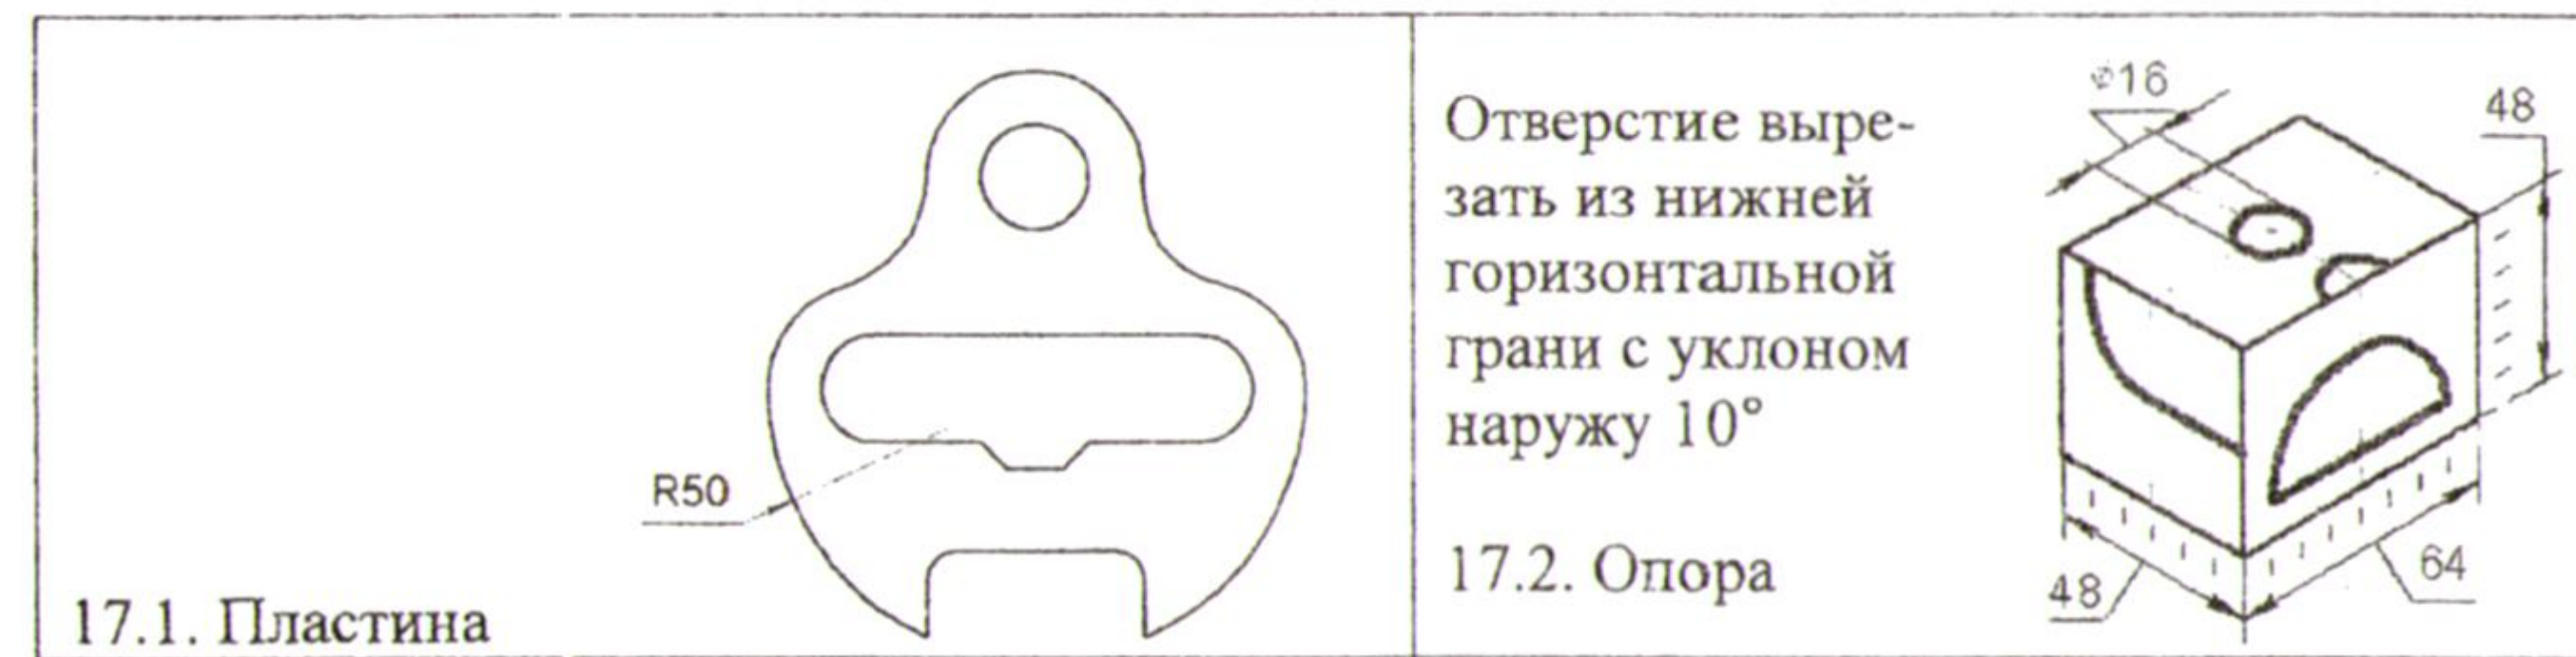 R50
17.1. Пластина
Отверстие выре-
зать из нижней
горизонтальной
грани с уклоном
наружу 10°
17.2. Опора
⌀16
48
48
64